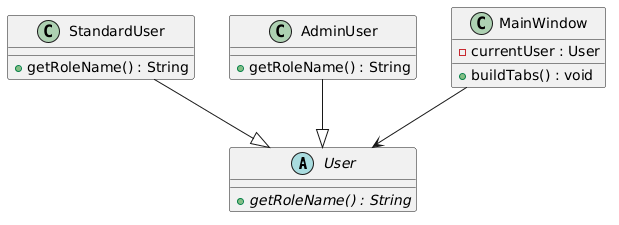 C StandardUser
getRoleName() : String
C AdminUser
getRoleName() : String
C MainWindow
currentUser : User
buildTabs() : void
A User
getRoleName() : String